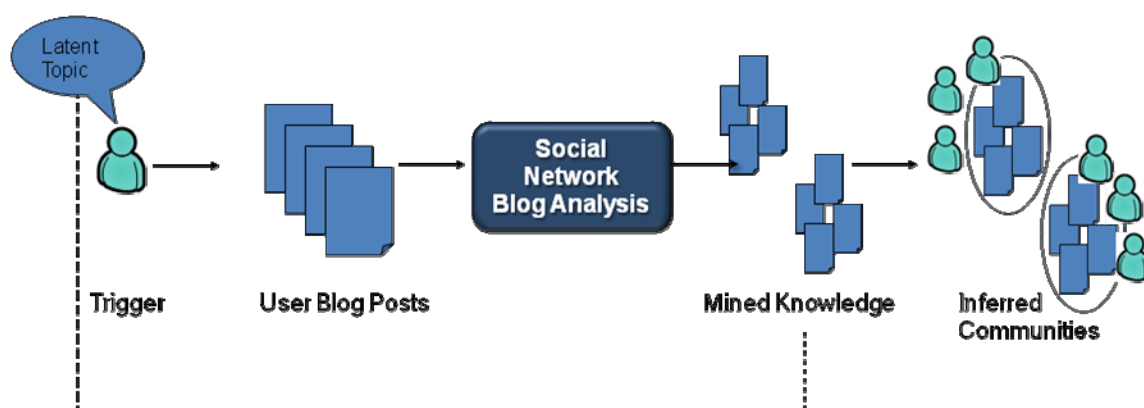 Latent
Topic
Social
Network
Blog Analysis
Trigger
User Blog Posts
Mined Knowledge
Inferred
Communities